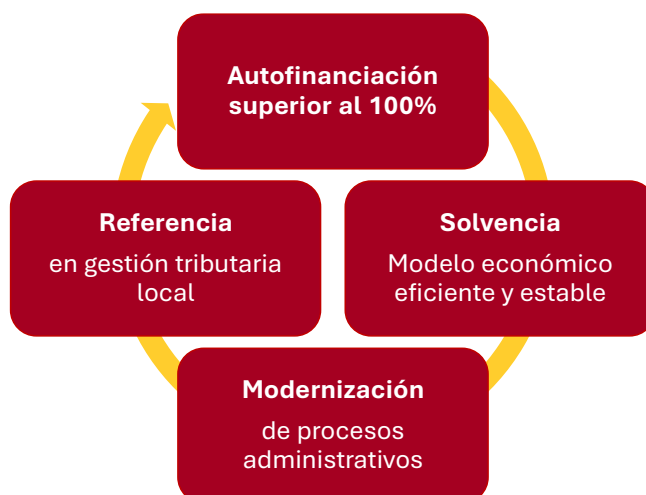 Autofinanciación
superior al 100%
Referencia
en gestión tributaria
local
Solvencia
Modelo económico
eficiente y estable
Modernización
de procesos
administrativos